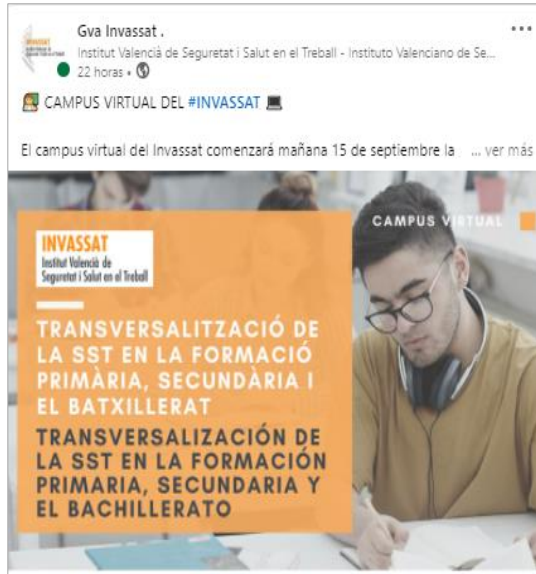 Gva Invassat .
Institut Valencià de Seguretat i Salut en el Treball - Instituto Valenciano de Se...
22 horas •
CAMPUS VIRTUAL DEL #INVASSAT
El campus virtual del Invassat comenzará mañana 15 de septiembre la ... ver más
CAMPUS VIRTUAL
INVASSAT
Institut Valencià de
Seguretat i Salut en el Treball
TRANSVERSALITZACIÓ DE
LA SST EN LA FORMACIÓ
PRIMÀRIA, SECUNDÀRIA I
EL BATXILLERAT
TRANSVERSALIZACIÓN DE
LA SST EN LA FORMACIÓN
PRIMARIA, SECUNDARIA Y
EL BACHILLERATO